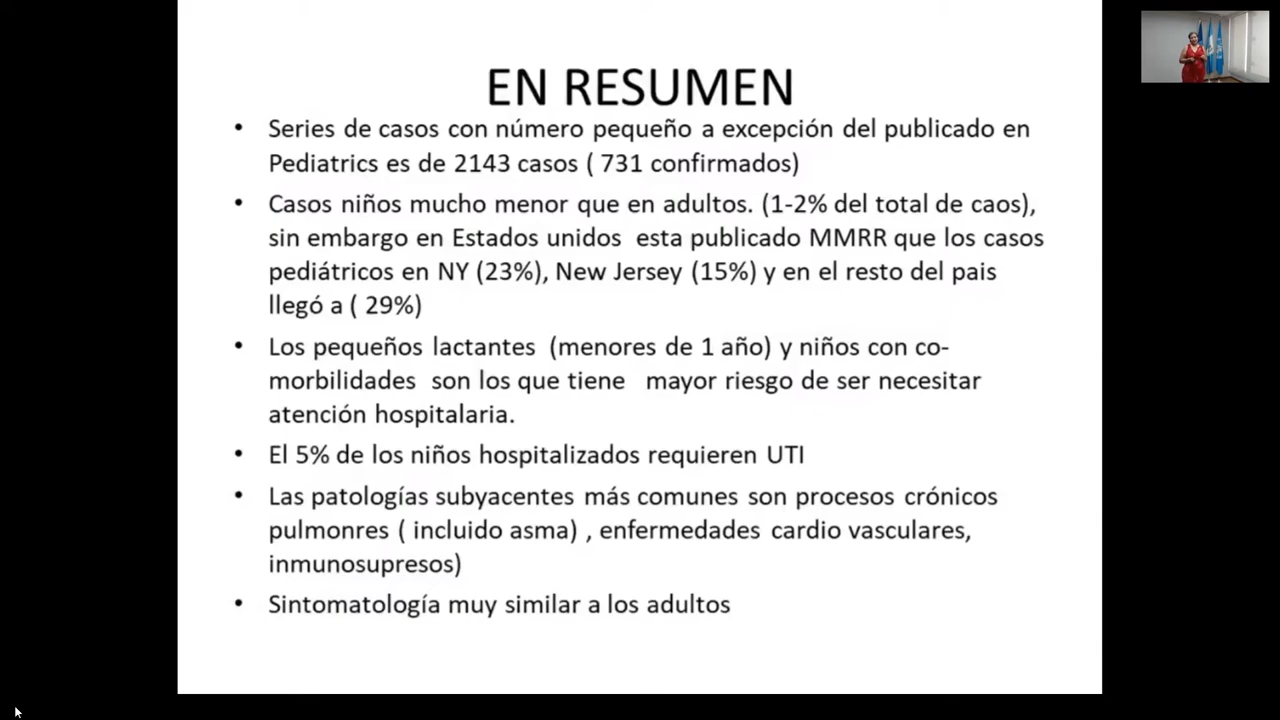 EN RESUMEN
• Series de casos con número pequeño a excepción del publicado en
Pediatrics es de 2143 casos ( 731 confirmados)
• Casos niños mucho menor que en adultos. (1-2% del total de caos),
sin embargo en Estados unidos esta publicado MMRR que los casos
pediátricos en NY (23%), New Jersey (15%) y en el resto del pais
llegó a ( 29%)
• Los pequeños lactantes (menores de 1 año) y niños con co-
morbilidades son los que tiene mayor riesgo de ser necesitar
atención hospitalaria.
• El 5% de los niños hospitalizados requieren UTI
• Las patologías subyacentes más comunes son procesos crónicos
pulmonres ( incluido asma) , enfermedades cardio vasculares,
inmunosupresos)
• Sintomatología muy similar a los adultos